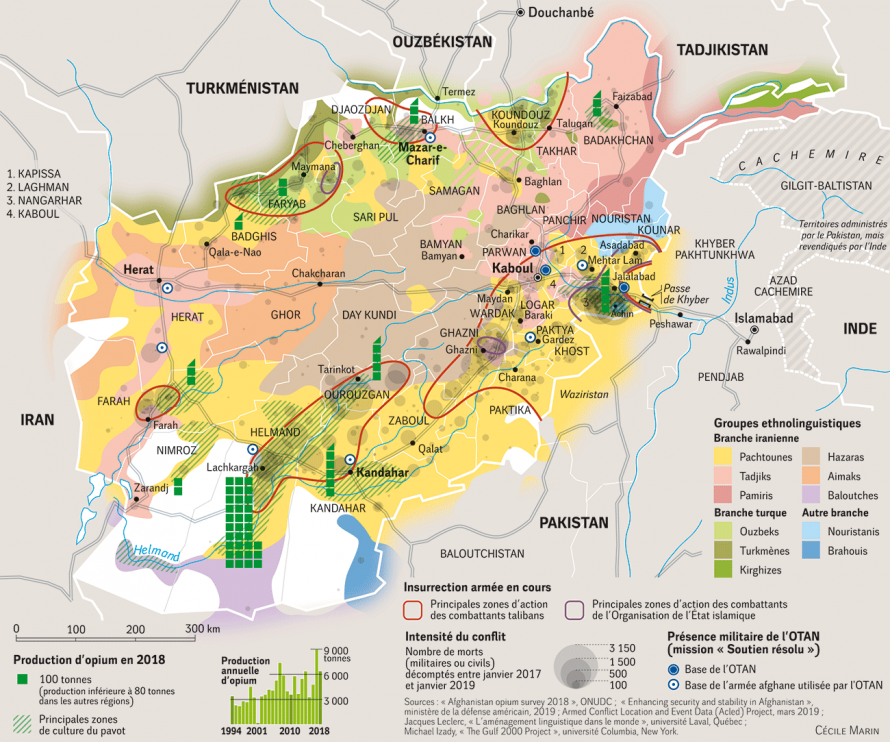 Douchanbé
OUZBÉKISTAN
TADJIKISTAN
TURKMÉNISTAN
Termez
DJAOZDJAN
BALKH
KOUNDOUZ
Koundouz
Faizabad
Taluqan
Mazar-e-
Charif
Cheberghan
TAKHAR
BADAKHCHAN
1. KAPISSA
2. LAGHMAN
3. NANGARHAR
4. KABOUL
Maymana
FARYAB
SAMAGAN
Baghlan
CACHEMIRE
GILGIT-BALTISTAN
SARI PUL
BAGHLAN
PANCHIR
NOURISTAN
KOUNAR
Territoires administrés
par le Pakistan, mais
revendiqués par l'Inde
BADGHIS
Qala-e-Nao
BAMYAN
Bamyan
Charikar
PARWAN
1
2
Asadabad
Mehtar Lam
KHYBER
PAKHTUNKHWA
Herat
Chakcharan
Kaboul
4
3
Jalalabad
Achin
Passe
de Khyber
Indus
AZAD
CACHEMIRE
Maydan
WARDAK
LOGAR
Baraki
Peshawar
Islamabad
Rawalpindi
INDE
HERAT
GHOR
DAY KUNDI
GHAZNI
Ghazni
PAKTYA
Gardez
KHOST
PENDJAB
Tarinkot
OUROUZGAN
Charana
Waziristan
FARAH
Farah
IRAN
ZABOUL
PAKTIKA
HELMAND
NIMROZ
Lachkargah
Qalat
Kandahar
Zarandj
KANDAHAR
Helmand
PAKISTAN
BALOUTCHISTAN
Groupes ethnolinguistiques
Branche iranienne
Pachtounes
Hazaras
Tadjiks
Aimaks
Pamiris
Baloutches
Branche turque
Autre branche
Ouzbeks
Nouristanis
Turkmènes
Brahouis
Kirghizes
0 100 200 300 km
Production d'opium en 2018
100 tonnes
(production inférieure à 80 tonnes
dans les autres régions)
Principales zones
de culture du pavot
Production
annuelle
d'opium
9 000
tonnes
6 000
3 000
1994 2001 2018
Insurrection armée en cours
Principales zones d'action
des combattants talibans
Principales zones d'action des combattants
de l'Organisation de l'État islamique
Intensité du conflit
Nombre de morts
(militaires ou civils)
décomptés entre janvier 2017
et janvier 2019
3 150
1 500
500
100
Présence militaire de l'OTAN
(mission « Soutien résolu »)
Base de l'OTAN
Base de l'armée afghane utilisée par l'OTAN
Sources : « Afghanistan opium survey 2018 », ONUDC ; « Enhancing security and stability in Afghanistan »,
ministère de la défense américain, 2019 ; Armed Conflict Location and Event Data (Acled) Project, mars 2019 ;
Jacques Leclerc, « L'aménagement linguistique dans le monde », université Laval, Québec ;
Michael Izady, « The Gulf 2000 Project », université Columbia, New York.
CÉCILE MARIN